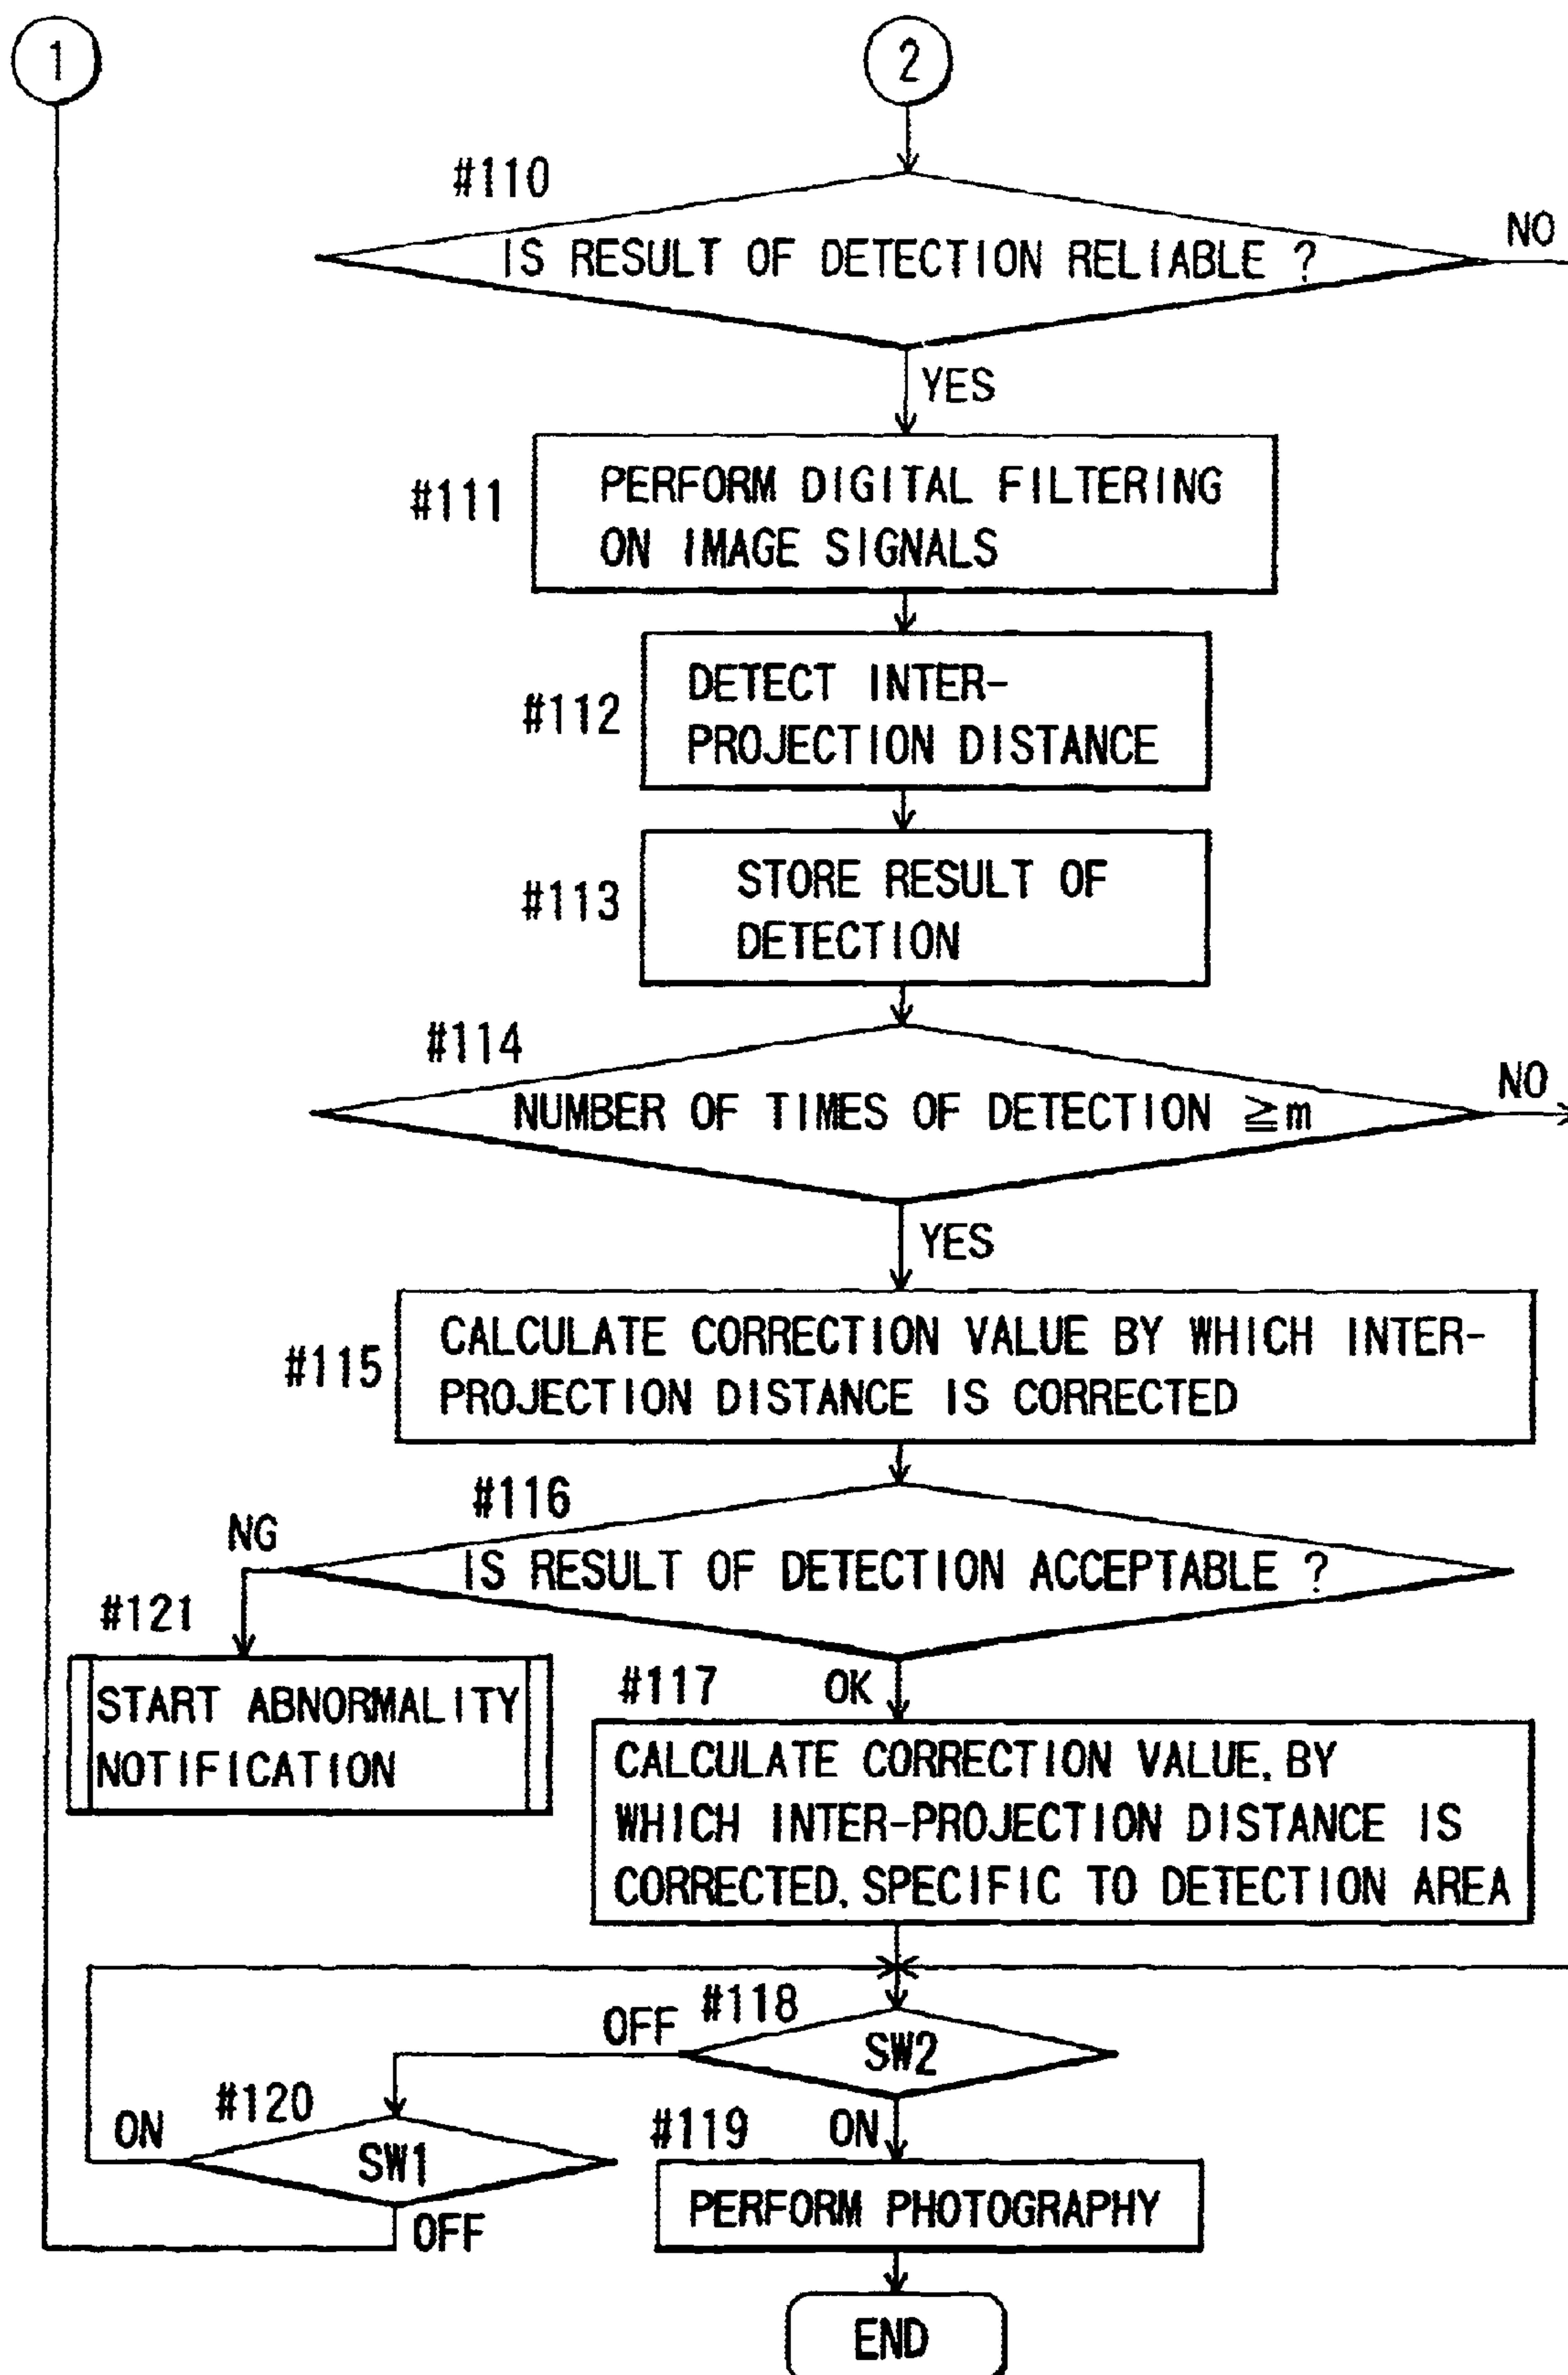 1
2
#110
IS RESULT OF DETECTION RELIABLE ?
NO
YES
#111
PERFORM DIGITAL FILTERING
ON IMAGE SIGNALS
#112
DETECT INTER-
PROJECTION DISTANCE
#113
STORE RESULT OF
DETECTION
#114
NUMBER OF TIMES OF DETECTION ≧m
NO
YES
#115
CALCULATE CORRECTION VALUE BY WHICH INTER-
PROJECTION DISTANCE IS CORRECTED
#116
NG
IS RESULT OF DETECTION ACCEPTABLE ?
#121
START ABNORMALITY
NOTIFICATION
#117
OK
CALCULATE CORRECTION VALUE, BY
WHICH INTER-PROJECTION DISTANCE IS
CORRECTED, SPECIFIC TO DETECTION AREA
OFF
#118
SW2
#120
ON
SW1
OFF
#119
ON
PERFORM PHOTOGRAPHY
END